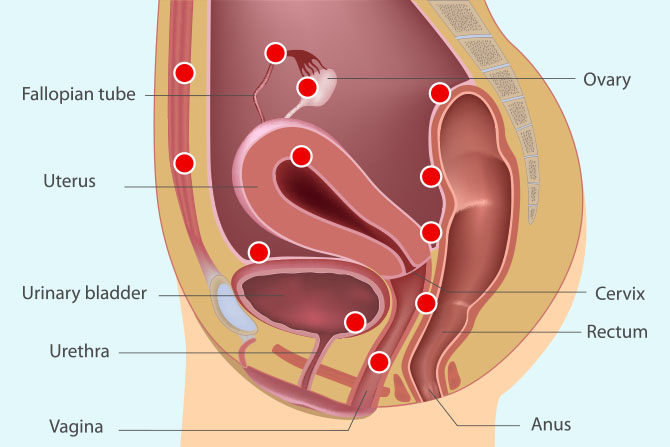 Fallopian tube
Uterus
Urinary bladder
Urethra
Vagina
Ovary
Cervix
Rectum
Anus